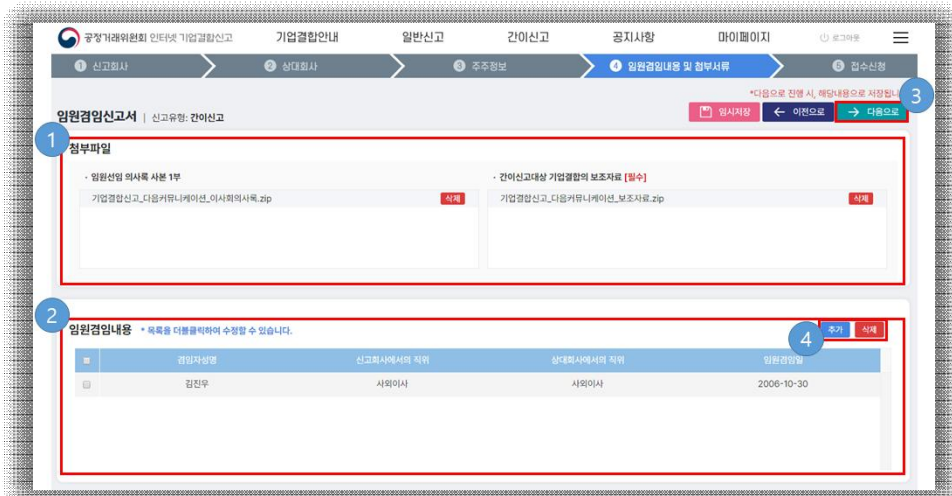 공정거래위원회 인터넷 기업결합신고 기업결합안내 일반신고 간이신고 공지사항 마이페이지 로그아웃
1 신고회사 2 상대회사 3 주주정보 4 임원겸임내용 및 첨부서류 5 접수신청
*다음으로 진행 시, 해당내용으로 저장됩니
3
임원겸임신고서 | 신고유형: 간이신고 임시저장 ← 이전으로 → 다음으로
1
첨부파일
· 임원선임 의사록 사본 1부 · 간이신고대상 기업결합의 보조자료 [필수]
기업결합신고_다음커뮤니케이션_이사회의사록.zip 삭제 기업결합신고_다음커뮤니케이션_보조자료.zip 삭제
2
임원겸임내용 * 목록을 더블클릭하여 수정할 수 있습니다. 4 추가 삭제
겸임자성명 신고회사에서의 직위 상대회사에서의 직위 임원겸임일
김진우 사외이사 사외이사 2006-10-30